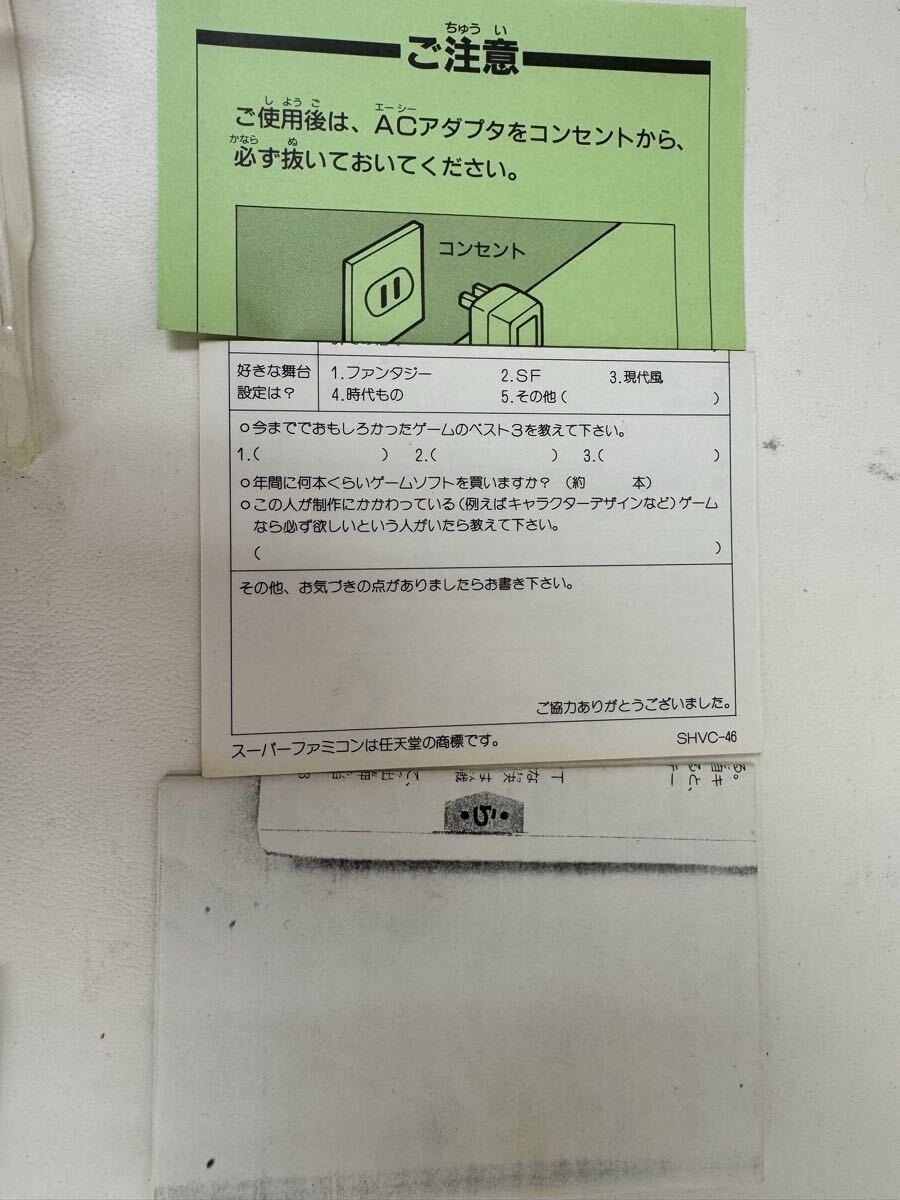 ご注意
ご使用後は、ACアダプタをコンセントから、
必ず抜いておいてください。
コンセント
好きな舞台
設定は?
1.ファンタジー 2.SF 3.現代風
4.時代もの 5.その他( )
○今まででおもしろかったゲームのベスト3を教えて下さい。
1.( ) 2.( ) 3.( )
○年間に何本くらいゲームソフトを買いますか? (約 本)
○この人が制作にかかわっている(例えばキャラクターデザインなど)ゲーム
なら必ず欲しいという人がいたら教えて下さい。
( )
その他、お気づきの点がありましたらお書き下さい。
ご協力ありがとうございました。
スーパーファミコンは任天堂の商標です。
SHVC-46